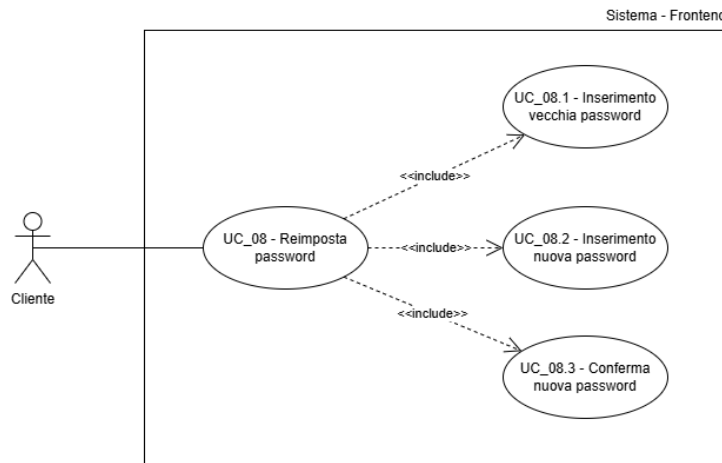 Sistema - Frontend
UC_08.1 - Inserimento
vecchia password
<<include>>
UC_08 - Reimposta
password
<<include>>
UC_08.2 - Inserimento
nuova password
Cliente
<<include>>
UC_08.3 - Conferma
nuova password